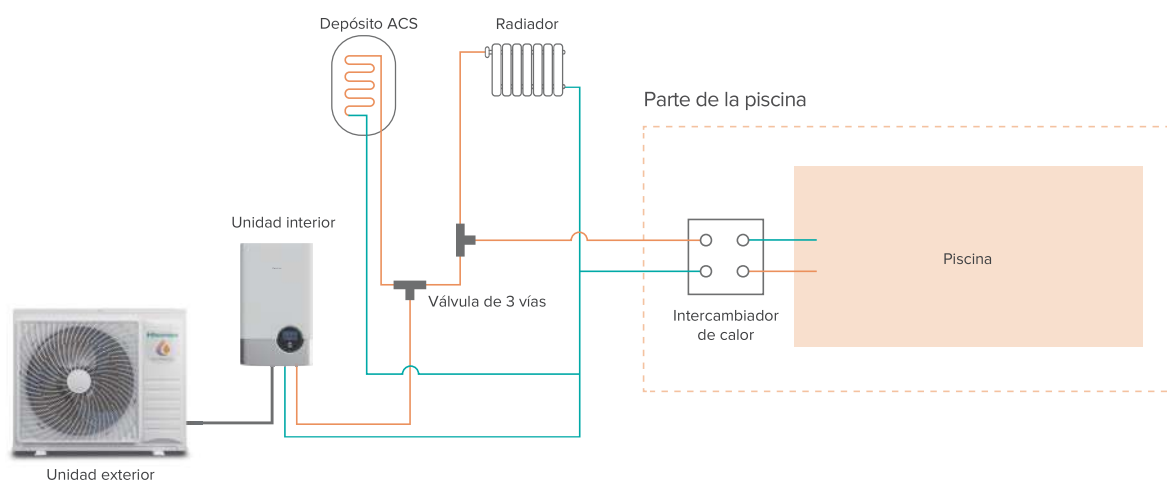 Depósito ACS
Radiador
Parte de la piscina
Unidad interior
Piscina
Válvula de 3 vías
Intercambiador
de calor
Hisense
Unidad exterior